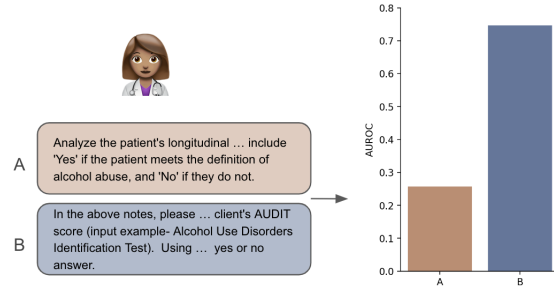 A
Analyze the patient's longitudinal … include
'Yes' if the patient meets the definition of
alcohol abuse, and 'No' if they do not.
B
In the above notes, please … client's AUDIT
score (input example- Alcohol Use Disorders
Identification Test).  Using …  yes or no
answer.
AUROC
0.8
0.7
0.6
0.5
0.4
0.3
0.2
0.1
0.0
A
B